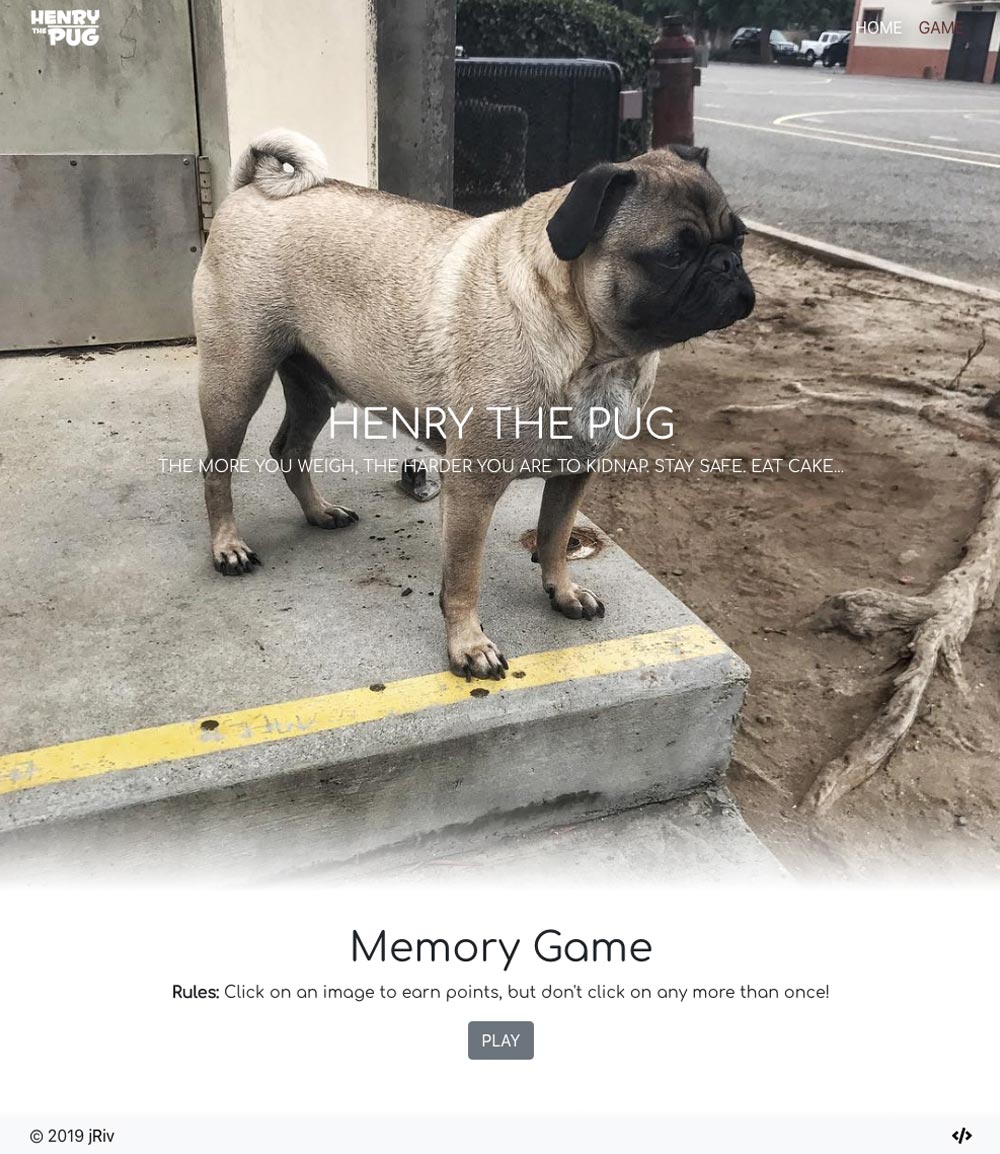 HENRY
THE PUG
HOME GAME
HENRY THE PUG
THE MORE YOU WEIGH, THE HARDER YOU ARE TO KIDNAP. STAY SAFE. EAT CAKE...
Memory Game
Rules: Click on an image to earn points, but don't click on any more than once!
PLAY
© 2019 jRiv